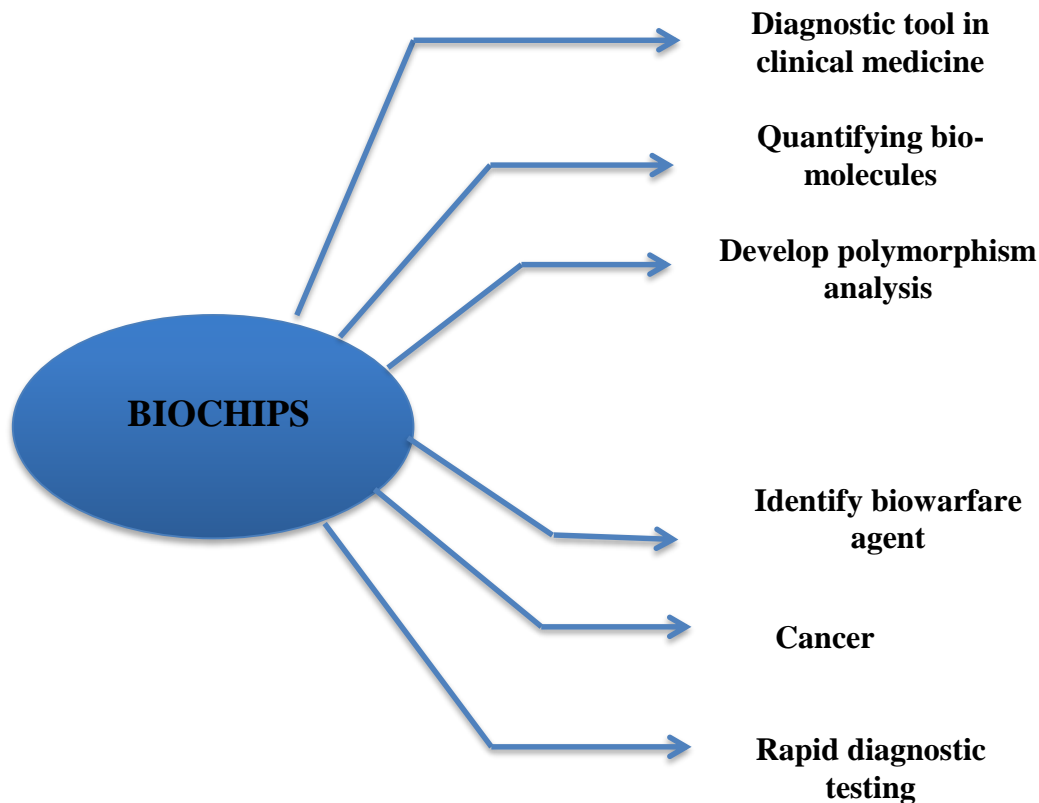 Diagnostic tool in
clinical medicine
Quantifying bio-
molecules
Develop polymorphism
analysis
BIOCHIPS
Identify biowarfare
agent
Cancer
Rapid diagnostic
testing